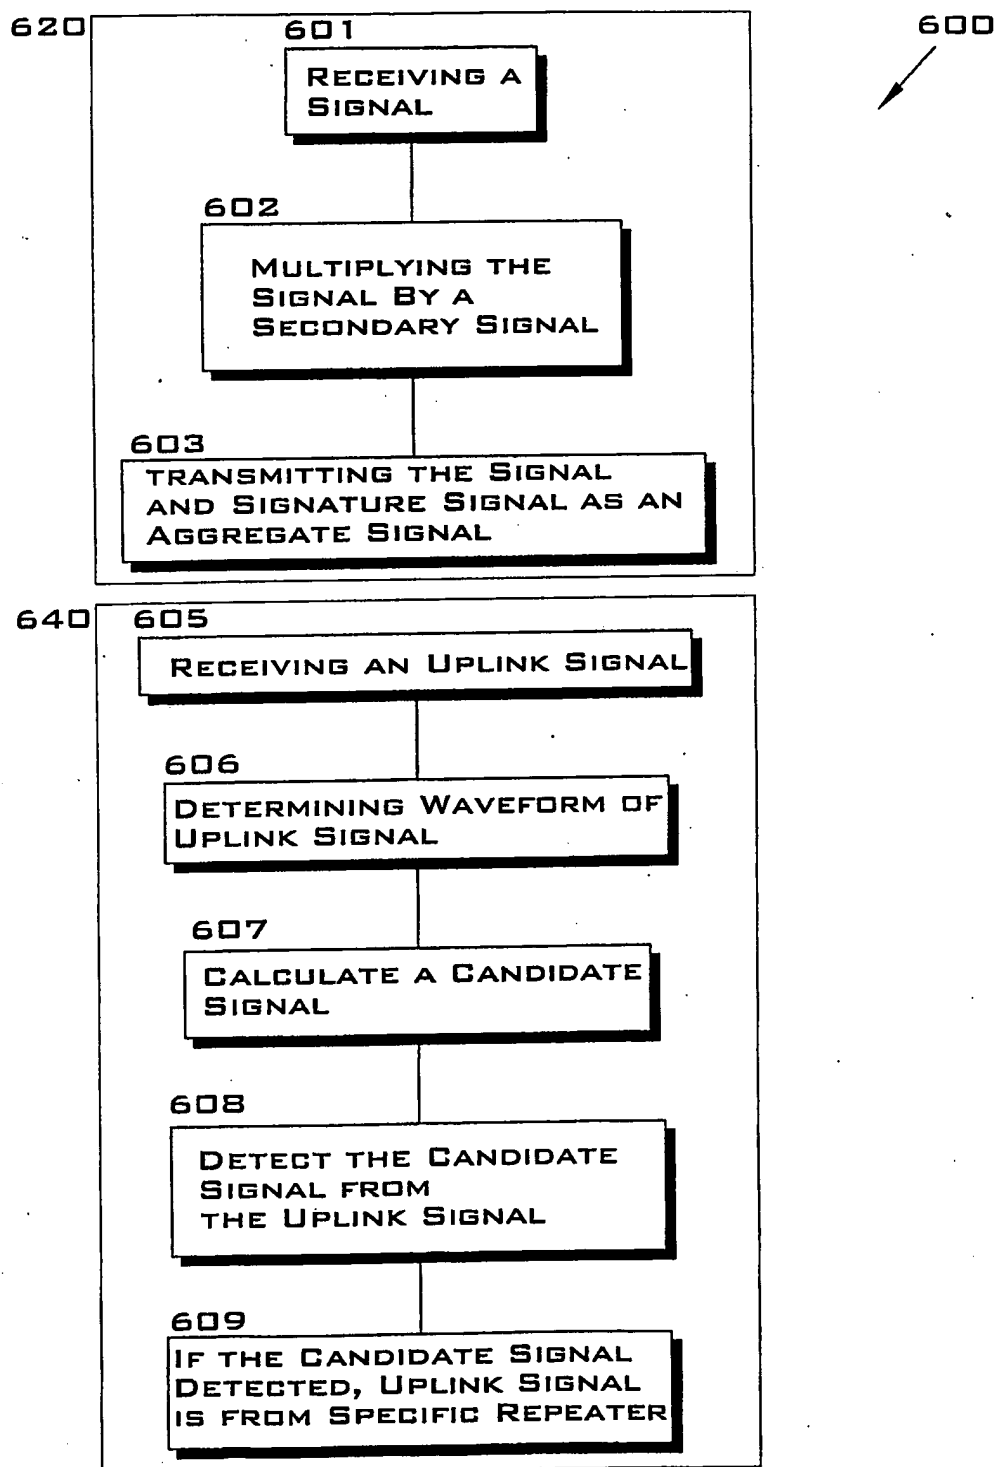 620
601
600
RECEIVING A
SIGNAL
602
MULTIPLYING THE
SIGNAL BY A
SECONDARY SIGNAL
603
TRANSMITTING THE SIGNAL
AND SIGNATURE SIGNAL AS AN
AGGREGATE SIGNAL
640
605
RECEIVING AN UPLINK SIGNAL
606
DETERMINING WAVEFORM OF
UPLINK SIGNAL
607
CALCULATE A CANDIDATE
SIGNAL
608
DETECT THE CANDIDATE
SIGNAL FROM
THE UPLINK SIGNAL
609
IF THE CANDIDATE SIGNAL
DETECTED, UPLINK SIGNAL
IS FROM SPECIFIC REPEATER